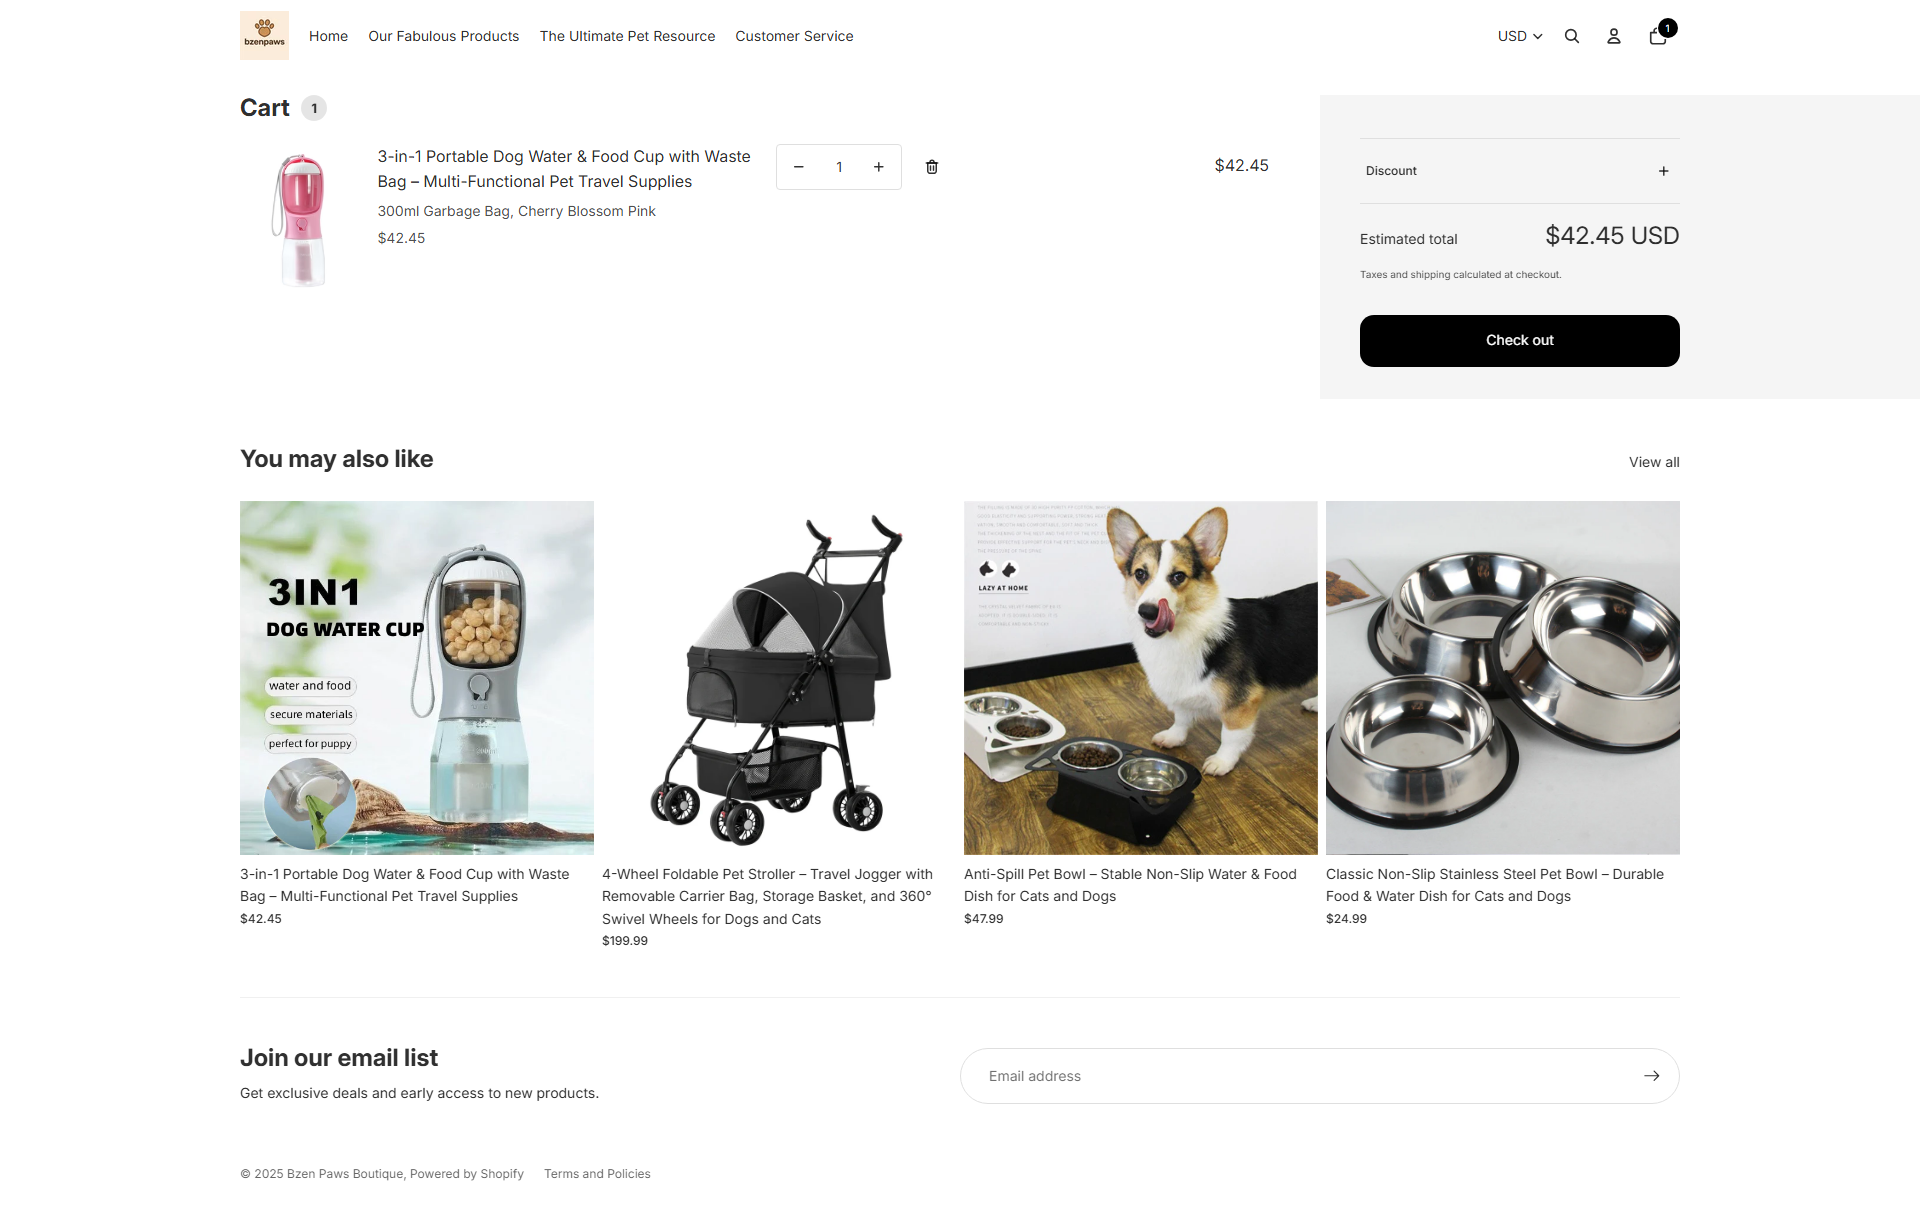 bzenpaws
Home
Our Fabulous Products
The Ultimate Pet Resource
Customer Service
USD
1
Cart
1
3-in-1 Portable Dog Water & Food Cup with Waste
Bag – Multi-Functional Pet Travel Supplies
300ml Garbage Bag, Cherry Blossom Pink
$42.45
1
$42.45
Discount
Estimated total
$42.45 USD
Taxes and shipping calculated at checkout.
Check out
You may also like
View all
3IN1
DOG WATER CUP
water and food
secure materials
perfect for puppy
LAZY AT HOME
3-in-1 Portable Dog Water & Food Cup with Waste
Bag – Multi-Functional Pet Travel Supplies
$42.45
4-Wheel Foldable Pet Stroller – Travel Jogger with
Removable Carrier Bag, Storage Basket, and 360°
Swivel Wheels for Dogs and Cats
$199.99
Anti-Spill Pet Bowl – Stable Non-Slip Water & Food
Dish for Cats and Dogs
$47.99
Classic Non-Slip Stainless Steel Pet Bowl – Durable
Food & Water Dish for Cats and Dogs
$24.99
Join our email list
Get exclusive deals and early access to new products.
Email address
© 2025 Bzen Paws Boutique, Powered by Shopify
Terms and Policies